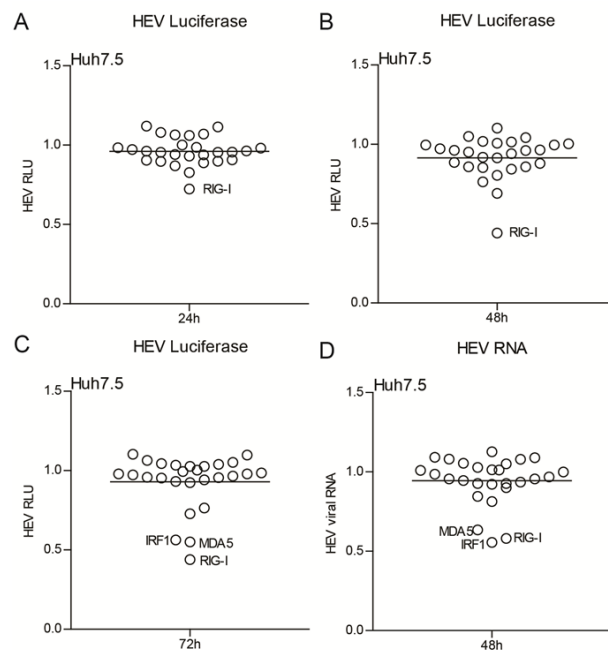 A
HEV Luciferase
Huh7.5
1.5
1.0
0.5
0.0
HEV RLU
RIG-I
24h
B
HEV Luciferase
Huh7.5
1.5
1.0
0.5
0.0
HEV RLU
RIG-I
48h
C
HEV Luciferase
Huh7.5
1.5
1.0
0.5
0.0
HEV RLU
IRF1
MDA5
RIG-I
72h
D
HEV RNA
Huh7.5
1.5
1.0
0.5
0.0
HEV viral RNA
MDA5
IRF1
RIG-I
48h